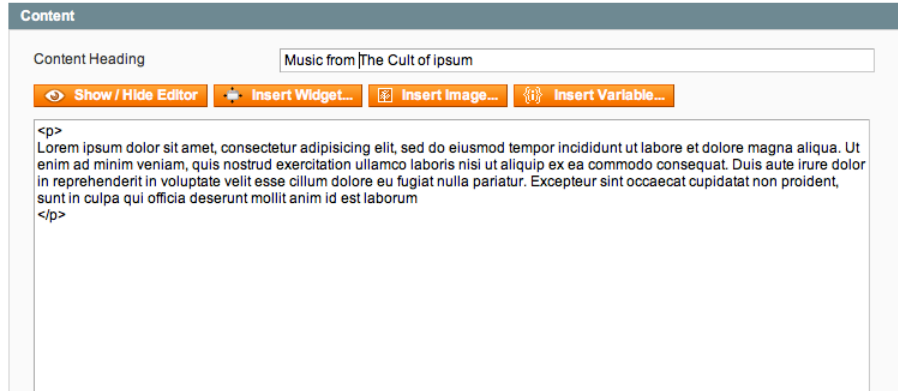 Content
Content Heading Music from The Cult of ipsum
Show / Hide Editor Insert Widget... Insert Image... Insert Variable...
<p>
Lorem ipsum dolor sit amet, consectetur adipisicing elit, sed do eiusmod tempor incididunt ut labore et dolore magna aliqua. Ut
enim ad minim veniam, quis nostrud exercitation ullamco laboris nisi ut aliquip ex ea commodo consequat. Duis aute irure dolor
in reprehenderit in voluptate velit esse cillum dolore eu fugiat nulla pariatur. Excepteur sint occaecat cupidatat non proident,
sunt in culpa qui officia deserunt mollit anim id est laborum
</p>